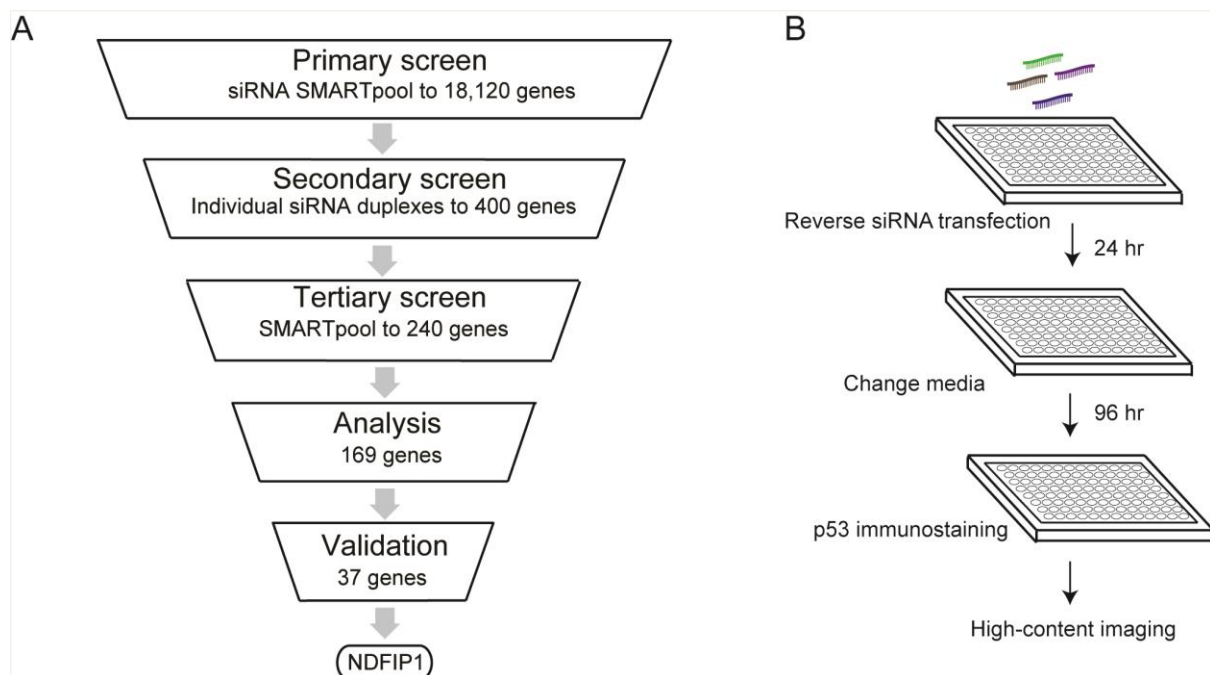 A
Primary screen
siRNA SMARTpool to 18,120 genes
Secondary screen
Individual siRNA duplexes to 400 genes
Tertiary screen
SMARTpool to 240 genes
Analysis
169 genes
Validation
37 genes
NDFIP1
B
Reverse siRNA transfection
24 hr
Change media
96 hr
p53 immunostaining
High-content imaging